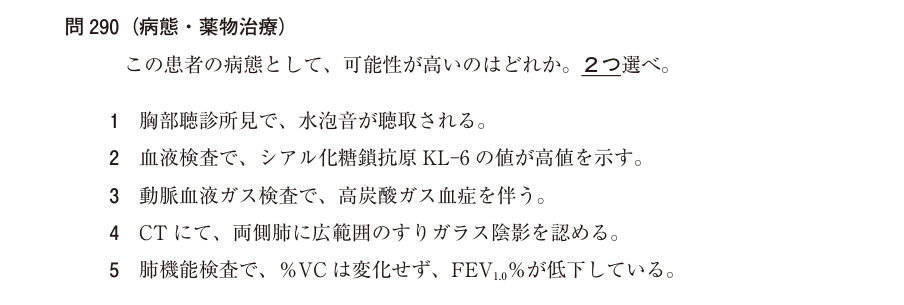 問 290（病態・薬物治療）
この患者の病態として、可能性が高いのはどれか。２つ選べ。
1 胸部聴診所見で、水泡音が聴取される。
2 血液検査で、シアル化糖鎖抗原 KL-6 の値が高値を示す。
3 動脈血液ガス検査で、高炭酸ガス血症を伴う。
4 CT にて、両側肺に広範囲のすりガラス陰影を認める。
5 肺機能検査で、％VC は変化せず、FEV1.0％が低下している。